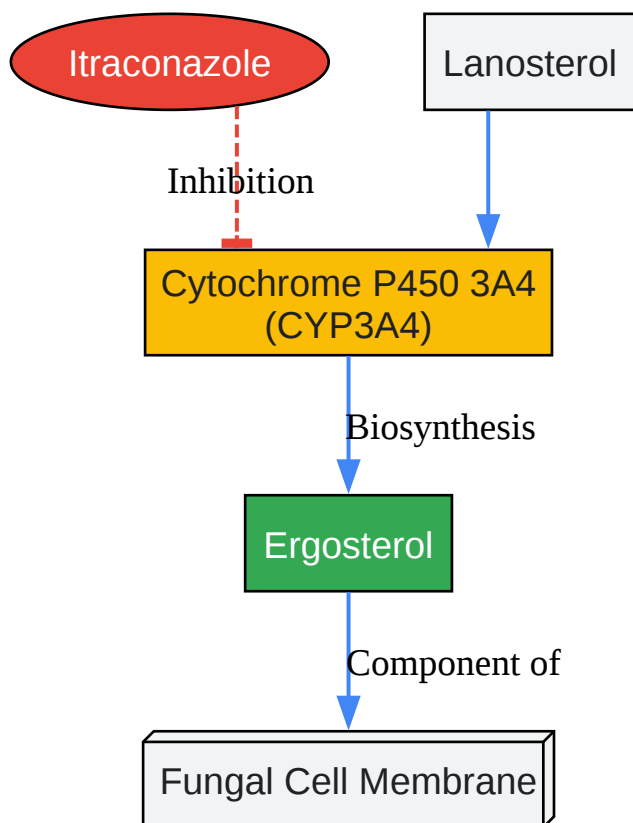 Itraconazole
Lanosterol
Inhibition
Cytochrome P450 3A4
(CYP3A4)
Biosynthesis
Ergosterol
Component of
Fungal Cell Membrane